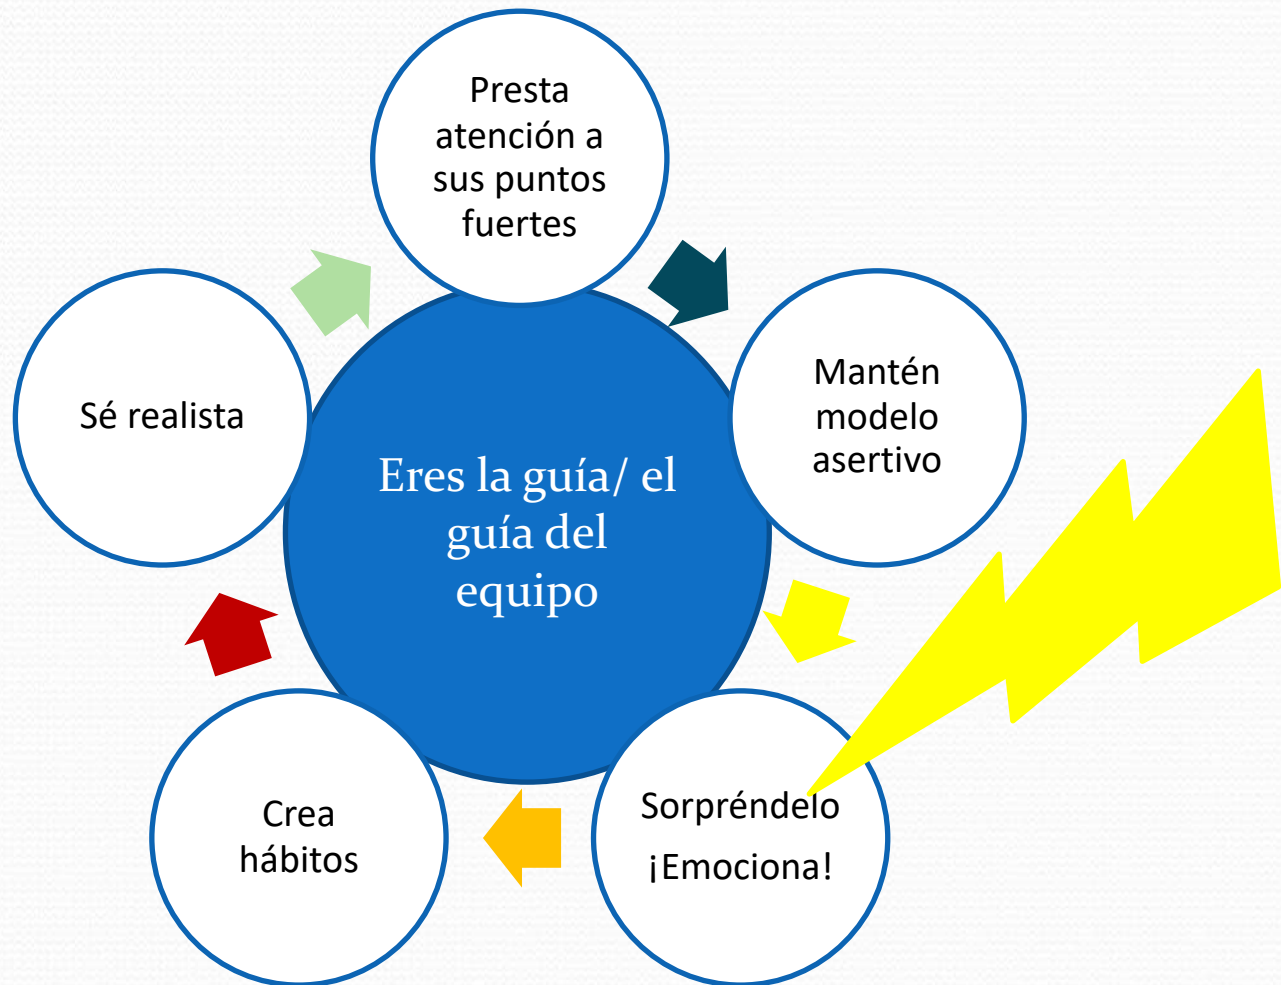 Presta
atención a
sus puntos
fuertes
Mantén
modelo
asertivo
Sé realista
Eres la guía/ el
guía del
equipo
Sorpréndelo
¡Emociona!
Crea
hábitos